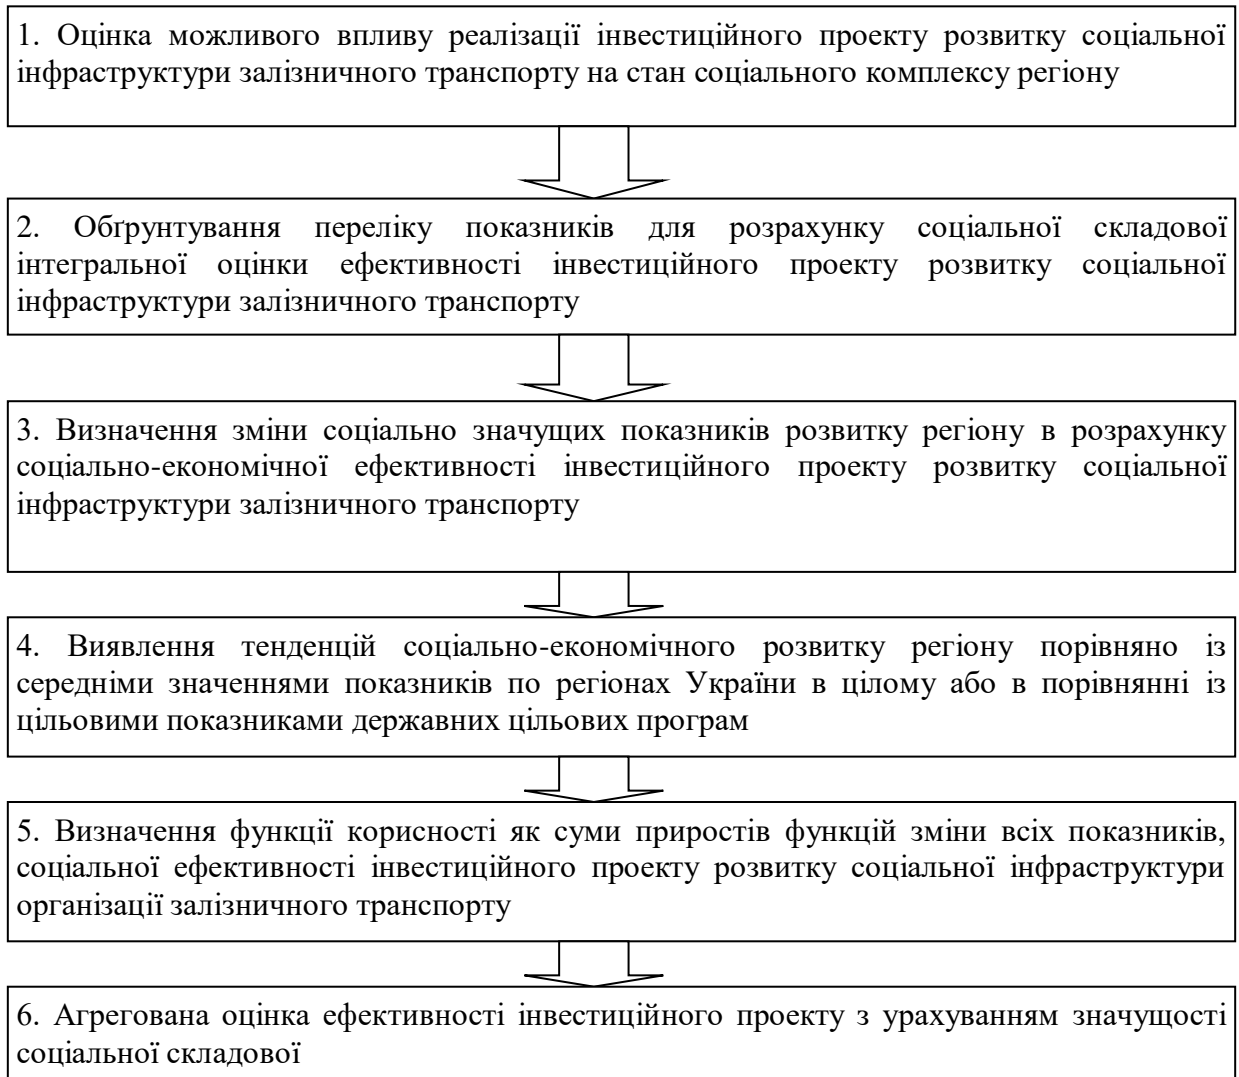 1. Оцінка можливого впливу реалізації інвестиційного проекту розвитку соціальної
інфраструктури залізничного транспорту на стан соціального комплексу регіону
2. Обґрунтування переліку показників для розрахунку соціальної складової
інтегральної оцінки ефективності інвестиційного проекту розвитку соціальної
інфраструктури залізничного транспорту
3. Визначення зміни соціально значущих показників розвитку регіону в розрахунку
соціально-економічної ефективності інвестиційного проекту розвитку соціальної
інфраструктури залізничного транспорту
4. Виявлення тенденцій соціально-економічного розвитку регіону порівняно із
середніми значеннями показників по регіонах України в цілому або в порівнянні із
цільовими показниками державних цільових програм
5. Визначення функції корисності як суми приростів функцій зміни всіх показників,
соціальної ефективності інвестиційного проекту розвитку соціальної інфраструктури
організації залізничного транспорту
6. Агрегована оцінка ефективності інвестиційного проекту з урахуванням значущості
соціальної складової